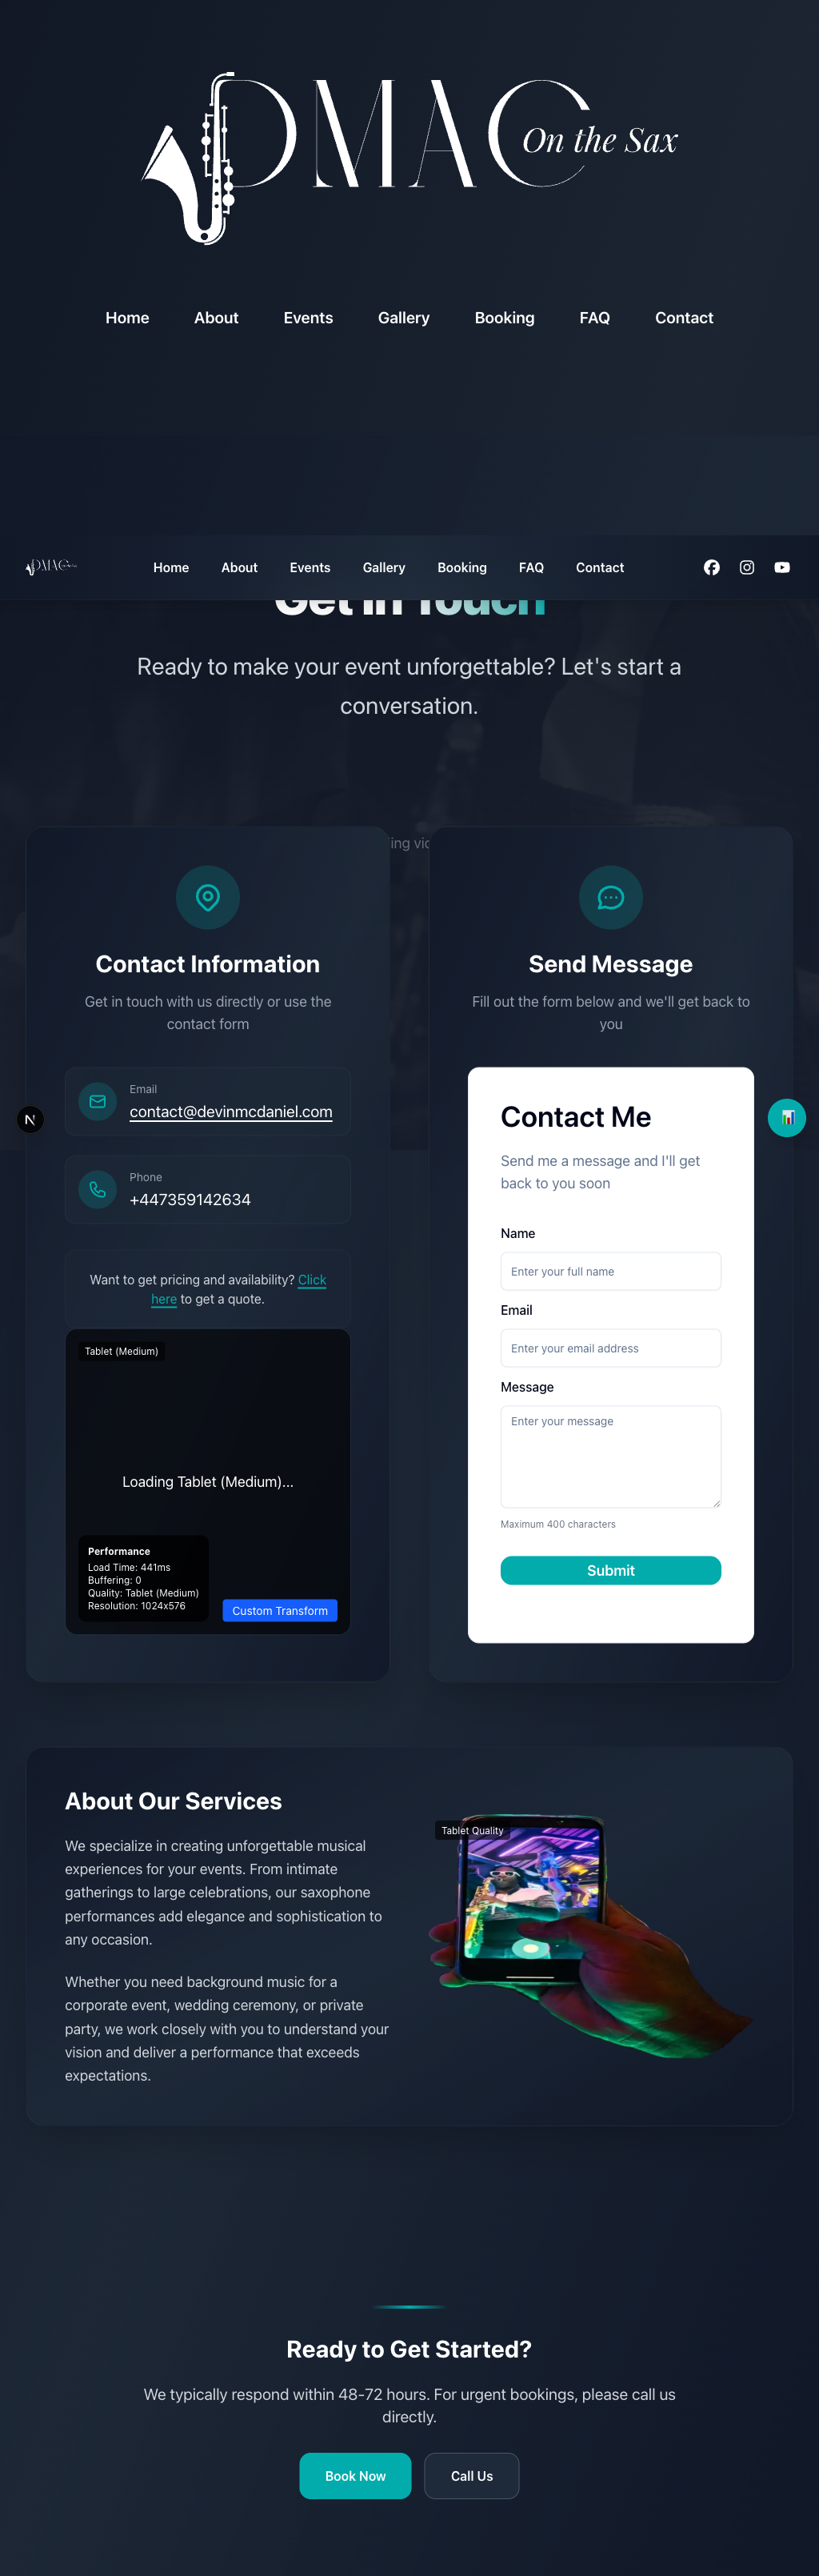 DMAC
On the Sax
Home About Events Gallery Booking FAQ Contact
DMAC
Home About Events Gallery Booking FAQ Contact
Get in Touch
Ready to make your event unforgettable? Let's start a
conversation.
Contact Information
Get in touch with us directly or use the
contact form
Email
contact@devinmcdaniel.com
N
Phone
+447359142634
Want to get pricing and availability? Click
here to get a quote.
Tablet (Medium)
Loading Tablet (Medium)...
Performance
Load Time: 441ms
Buffering: 0
Quality: Tablet (Medium)
Resolution: 1024x576
Custom Transform
Send Message
Fill out the form below and we'll get back to
you
Contact Me
Send me a message and I'll get
back to you soon
Name
Enter your full name
Email
Enter your email address
Message
Enter your message
Maximum 400 characters
Submit
About Our Services
We specialize in creating unforgettable musical
experiences for your events. From intimate
gatherings to large celebrations, our saxophone
performances add elegance and sophistication to
any occasion.
Whether you need background music for a
corporate event, wedding ceremony, or private
party, we work closely with you to understand your
vision and deliver a performance that exceeds
expectations.
Tablet Quality
Ready to Get Started?
We typically respond within 48-72 hours. For urgent bookings, please call us
directly.
Book Now
Call Us